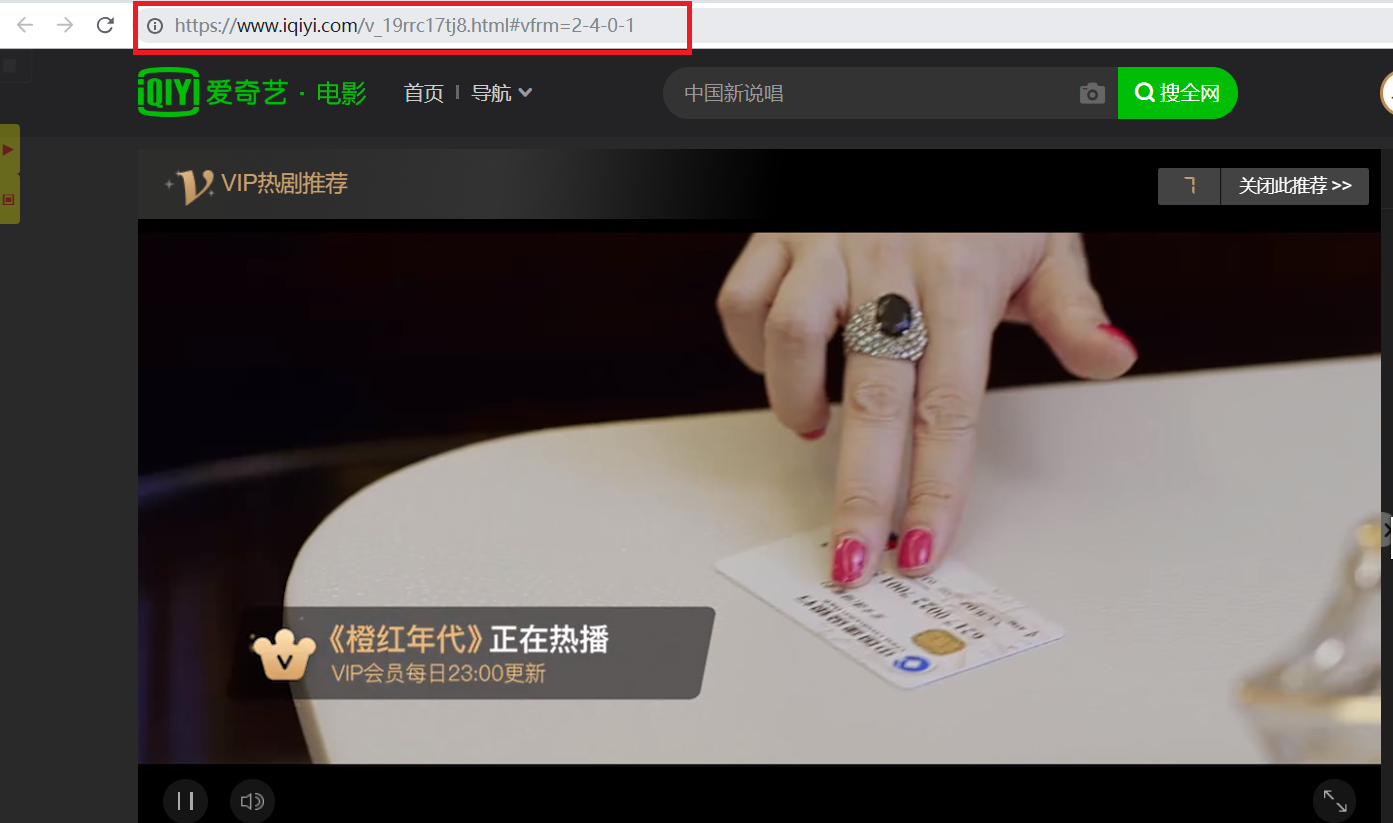 https://www.iqiyi.com/v_19rrc17tj8.html#vfrm=2-4-0-1
iQIYI 爱奇艺 · 电影 首页 导航 中国新说唱 搜全网
VIP热剧推荐 7 关闭此推荐 >>
《橙红年代》正在热播
VIP会员每日23:00更新